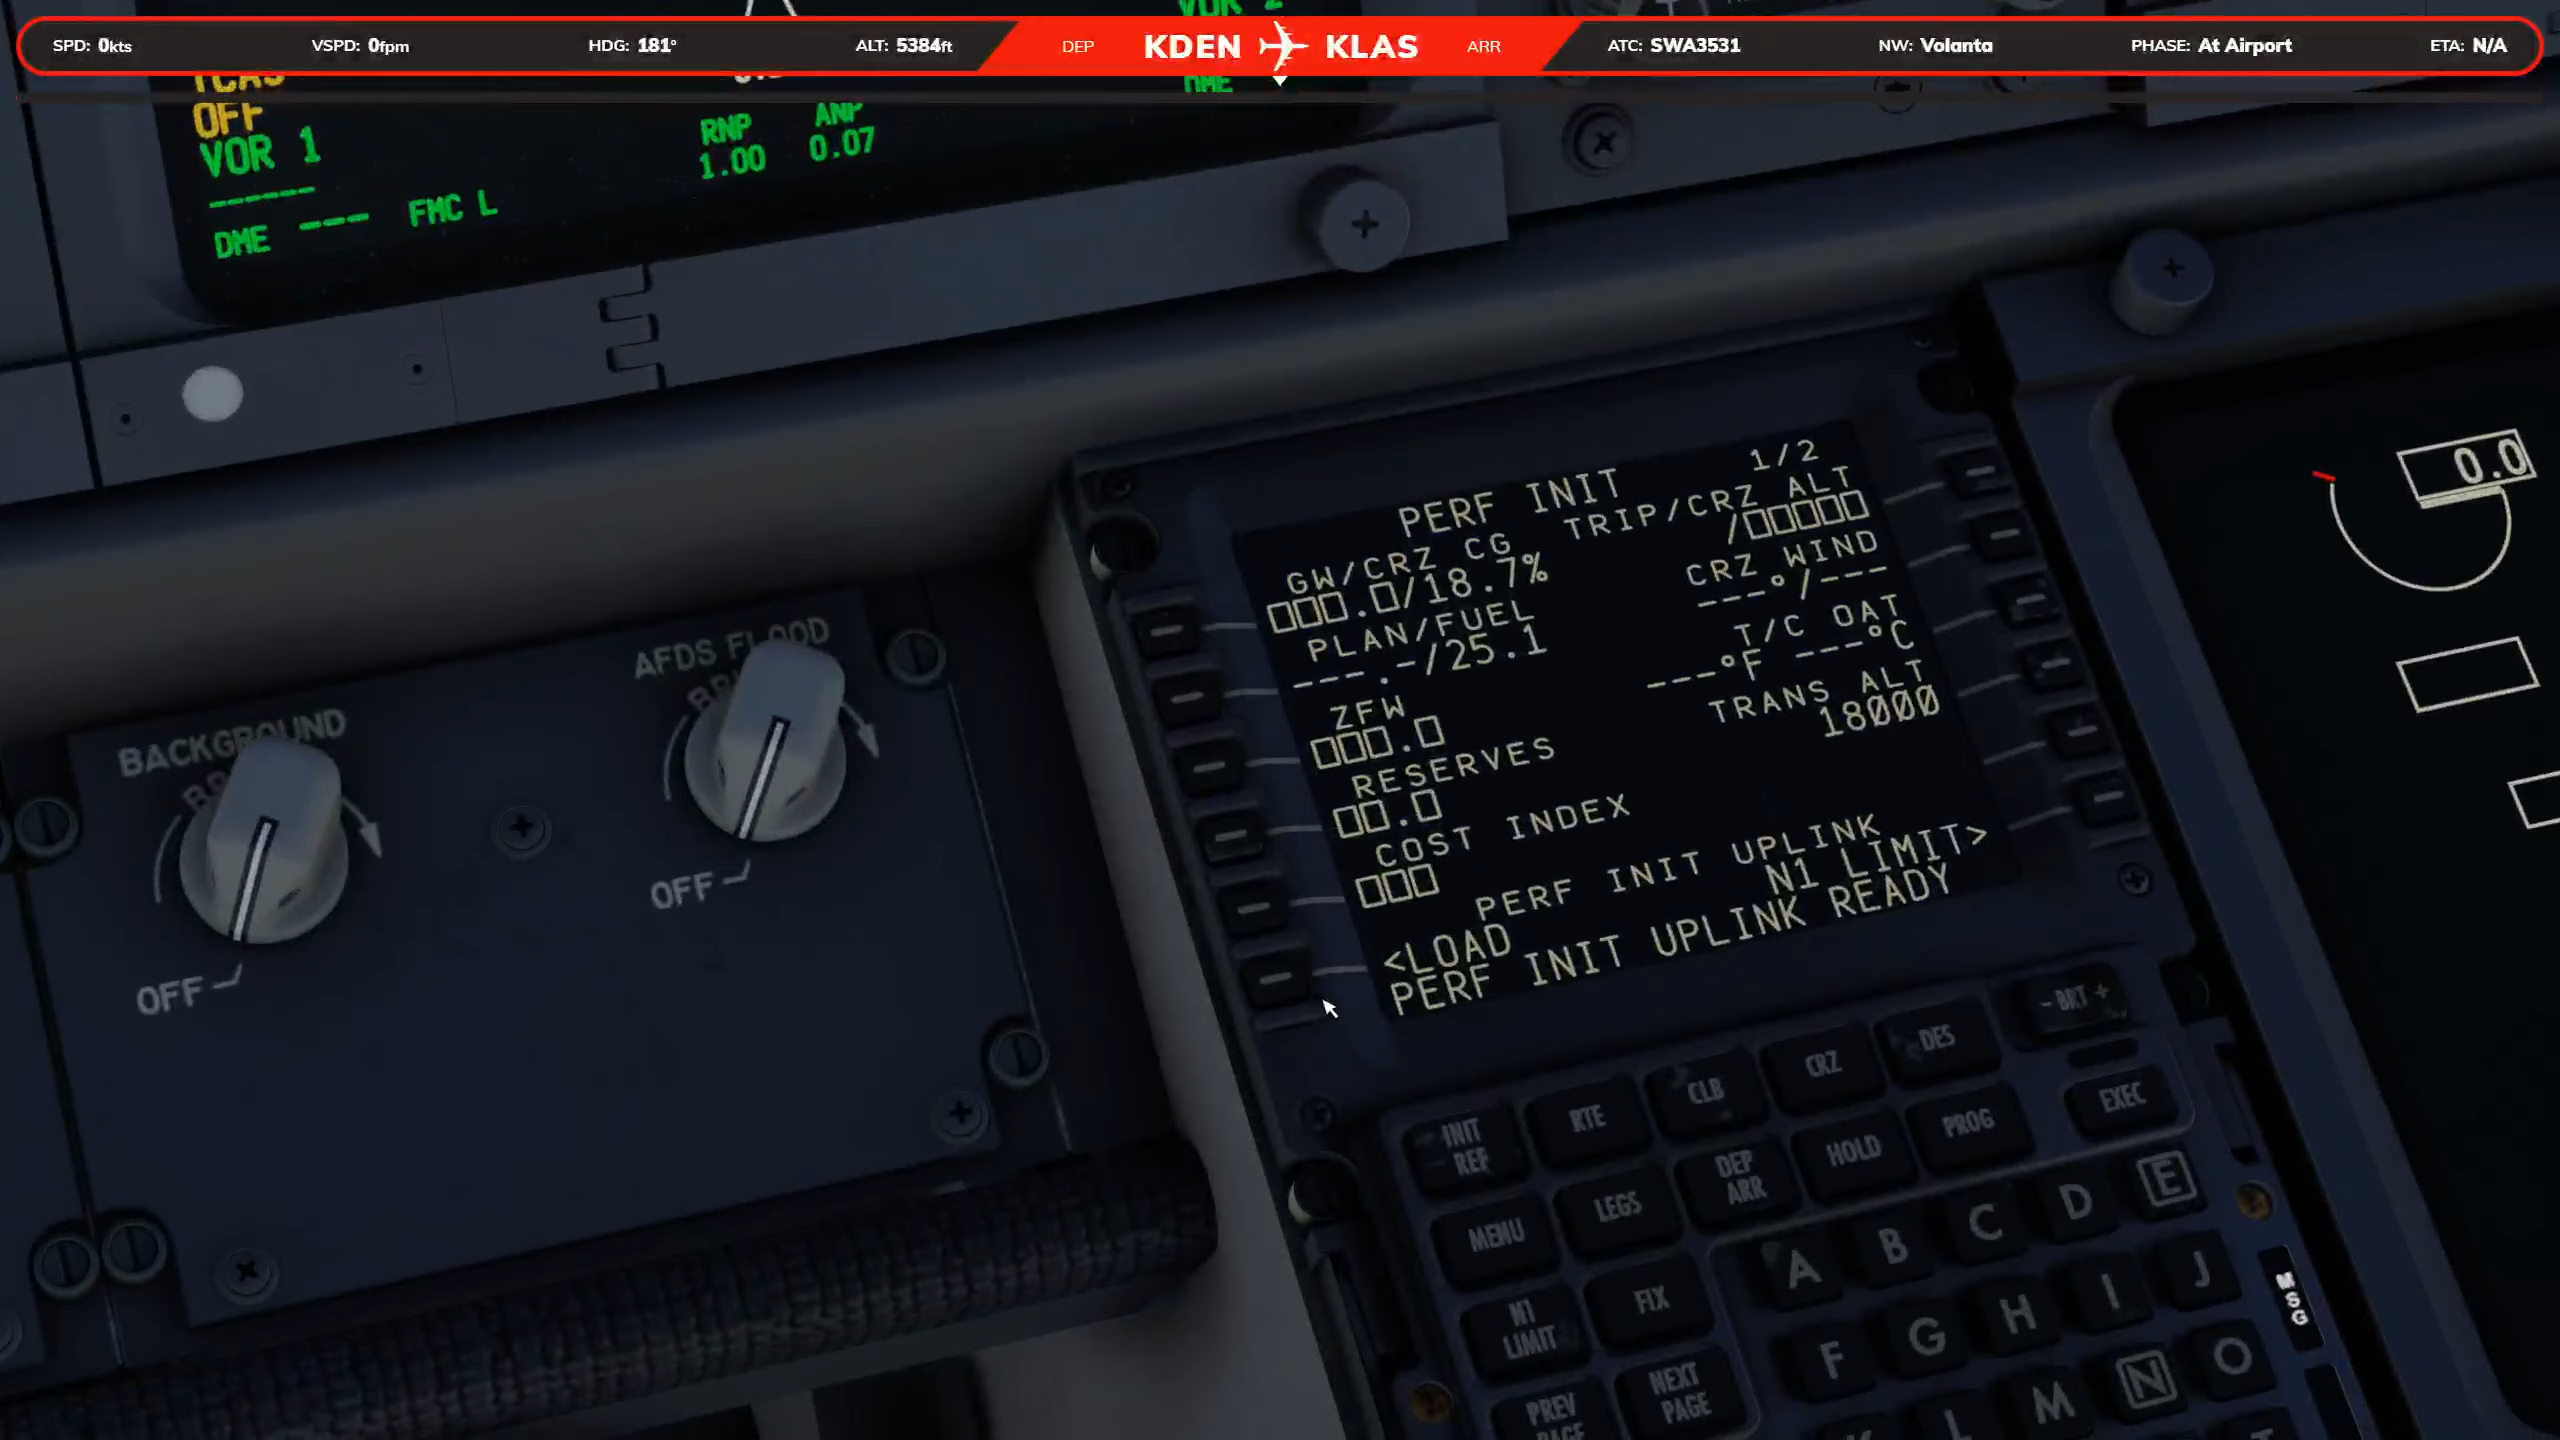 VOR 2
SPD: 0kts VSPD: 0fpm HDG: 181° ALT: 5384ft DEP KDEN KLAS ARR ATC: SWA3531 NW: Volanta PHASE: At Airport ETA: N/A
TCAS
OFF
DME
VOR 1
RNP ANP
1.00 0.07
------
DME --- FMC L
0.0
PERF INIT 1/2
GW/CRZ CG TRIP/CRZ ALT
□□□.□/18.7% /□□□□□
PLAN/FUEL CRZ WIND
---.-/25.1 ---°/---
ZFW T/C OAT
□□□.□ ---°F ---°C
RESERVES TRANS ALT
□□.□ 18000
COST INDEX
□□□
PERF INIT UPLINK
<LOAD N1 LIMIT>
PERF INIT UPLINK READY
BACKGROUND
OFF
AFDS FLOOD
OFF
- BRT +
INIT REF
RTE
CLB
CRZ
DES
MENU
LEGS
DEP ARR
HOLD
PROG
EXEC
N1 LIMIT
FIX
PREV PAGE
NEXT PAGE
A B C D E
F G H I J
L M N O
MSG